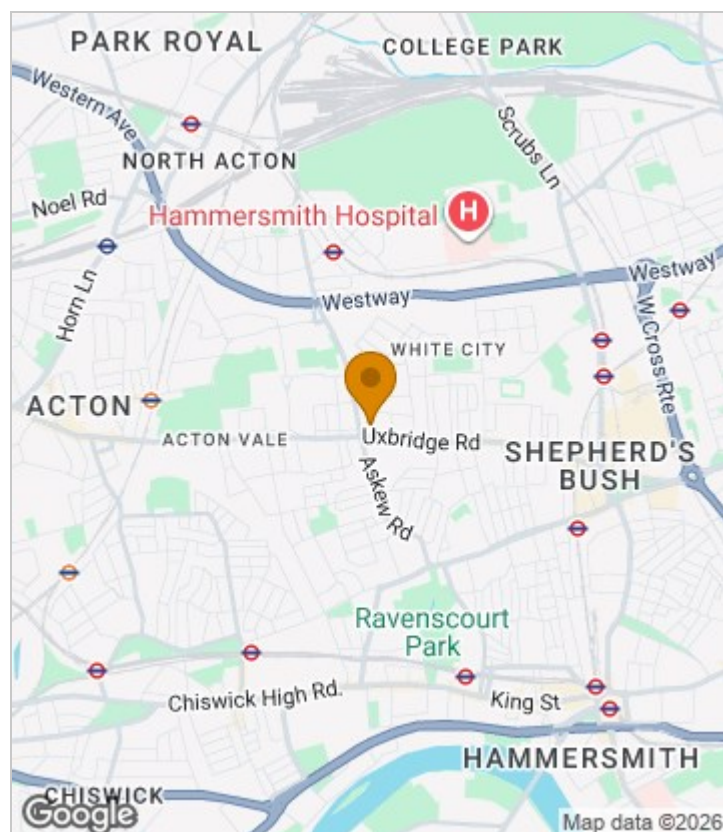 PARK ROYAL
COLLEGE PARK
Western Ave
Scrubs Ln
NORTH ACTON
Noel Rd
Hammersmith Hospital
H
Horn Ln
Westway
Westway
W Cross Rte
WHITE CITY
ACTON
ACTON VALE
Uxbridge Rd
SHEPHERD'S
BUSH
Askew Rd
Ravenscourt
Park
Chiswick High Rd.
King St
HAMMERSMITH
CHISWICK
Google
Map data ©2026